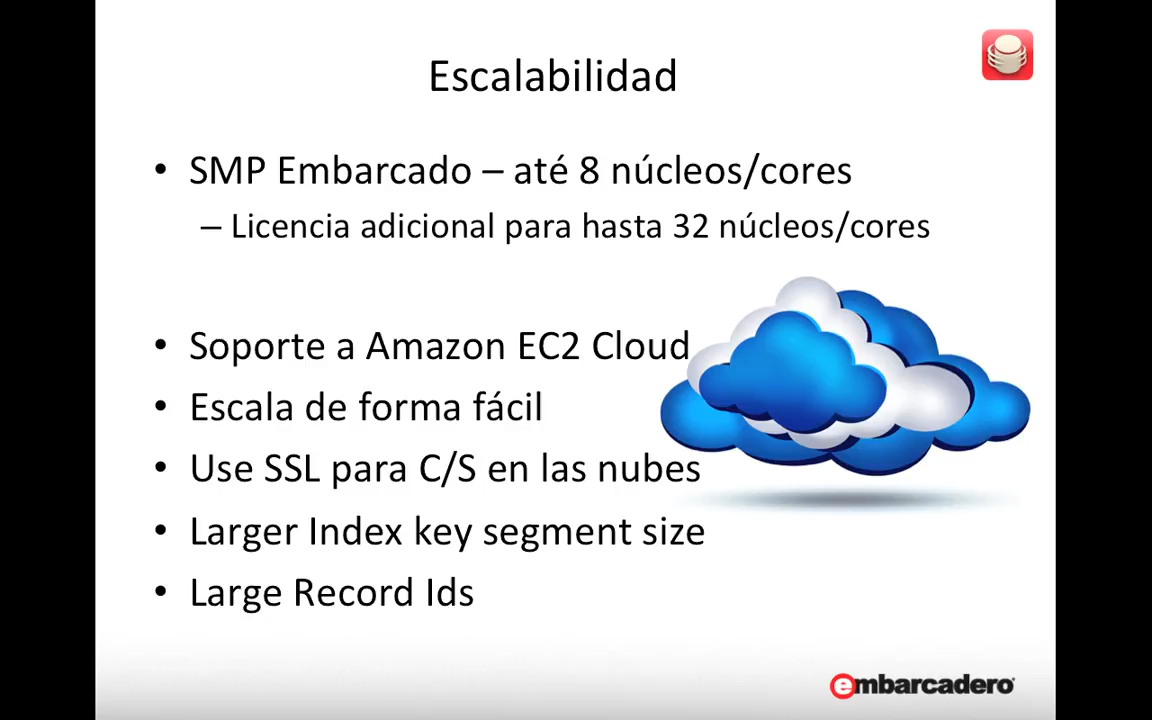 Escalabilidad
• SMP Embarcado – até 8 núcleos/cores
– Licencia adicional para hasta 32 núcleos/cores
• Soporte a Amazon EC2 Cloud
• Escala de forma fácil
• Use SSL para C/S en las nubes
• Larger Index key segment size
• Large Record Ids
embarcadero